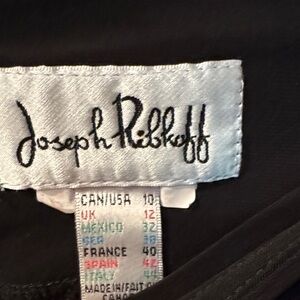 Joseph Ribkoff
CAN/USA 10
UK 12
MEXICO 32
GER 38
FRANCE 40
SPAIN 42
ITALY 44
MADE IN/FAIT
CANADA